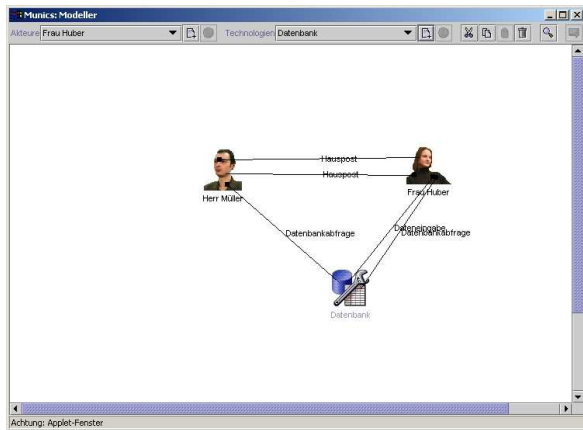 Munics: Modeller
Akteure Frau Huber Technologien Datenbank
Hauspost
Hauspost
Herr Müller
Frau Huber
Dateneingabe
Datenbankabfrage
Datenbankabfrage
Datenbank
Achtung: Applet-Fenster